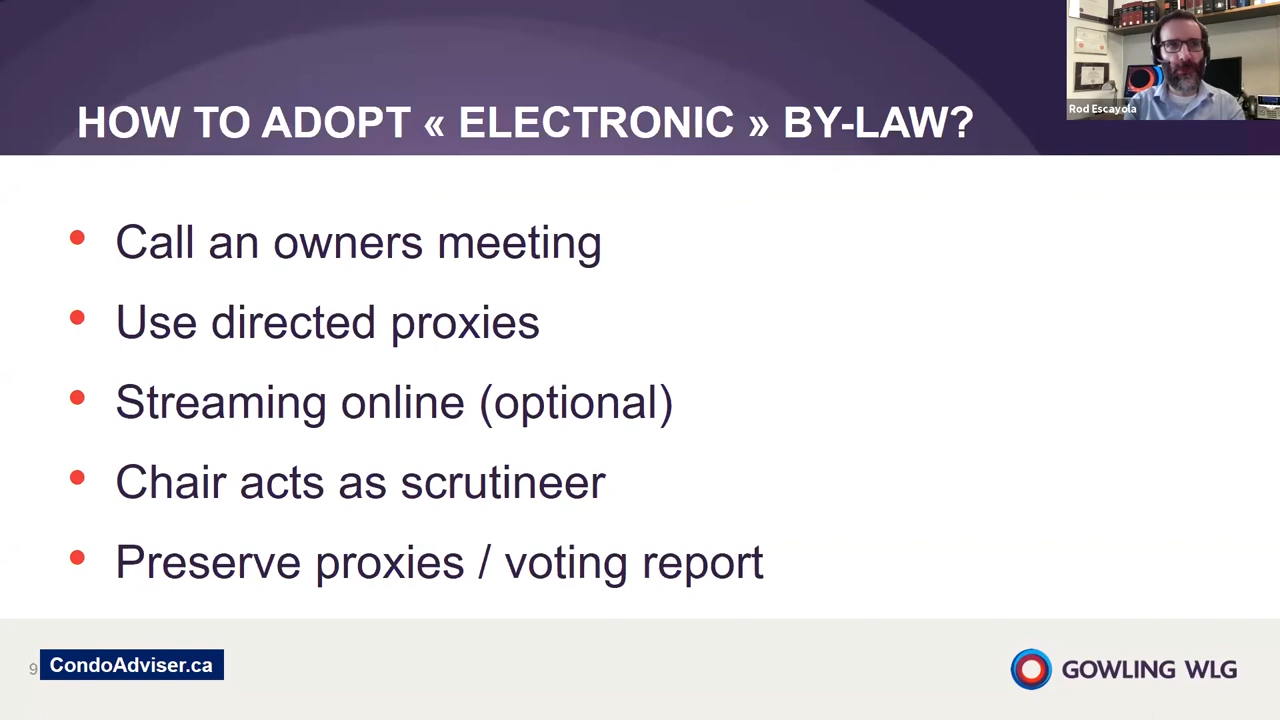 Rod Escayola
HOW TO ADOPT « ELECTRONIC » BY-LAW?
• Call an owners meeting
• Use directed proxies
• Streaming online (optional)
• Chair acts as scrutineer
• Preserve proxies / voting report
9
CondoAdviser.ca
GOWLING WLG